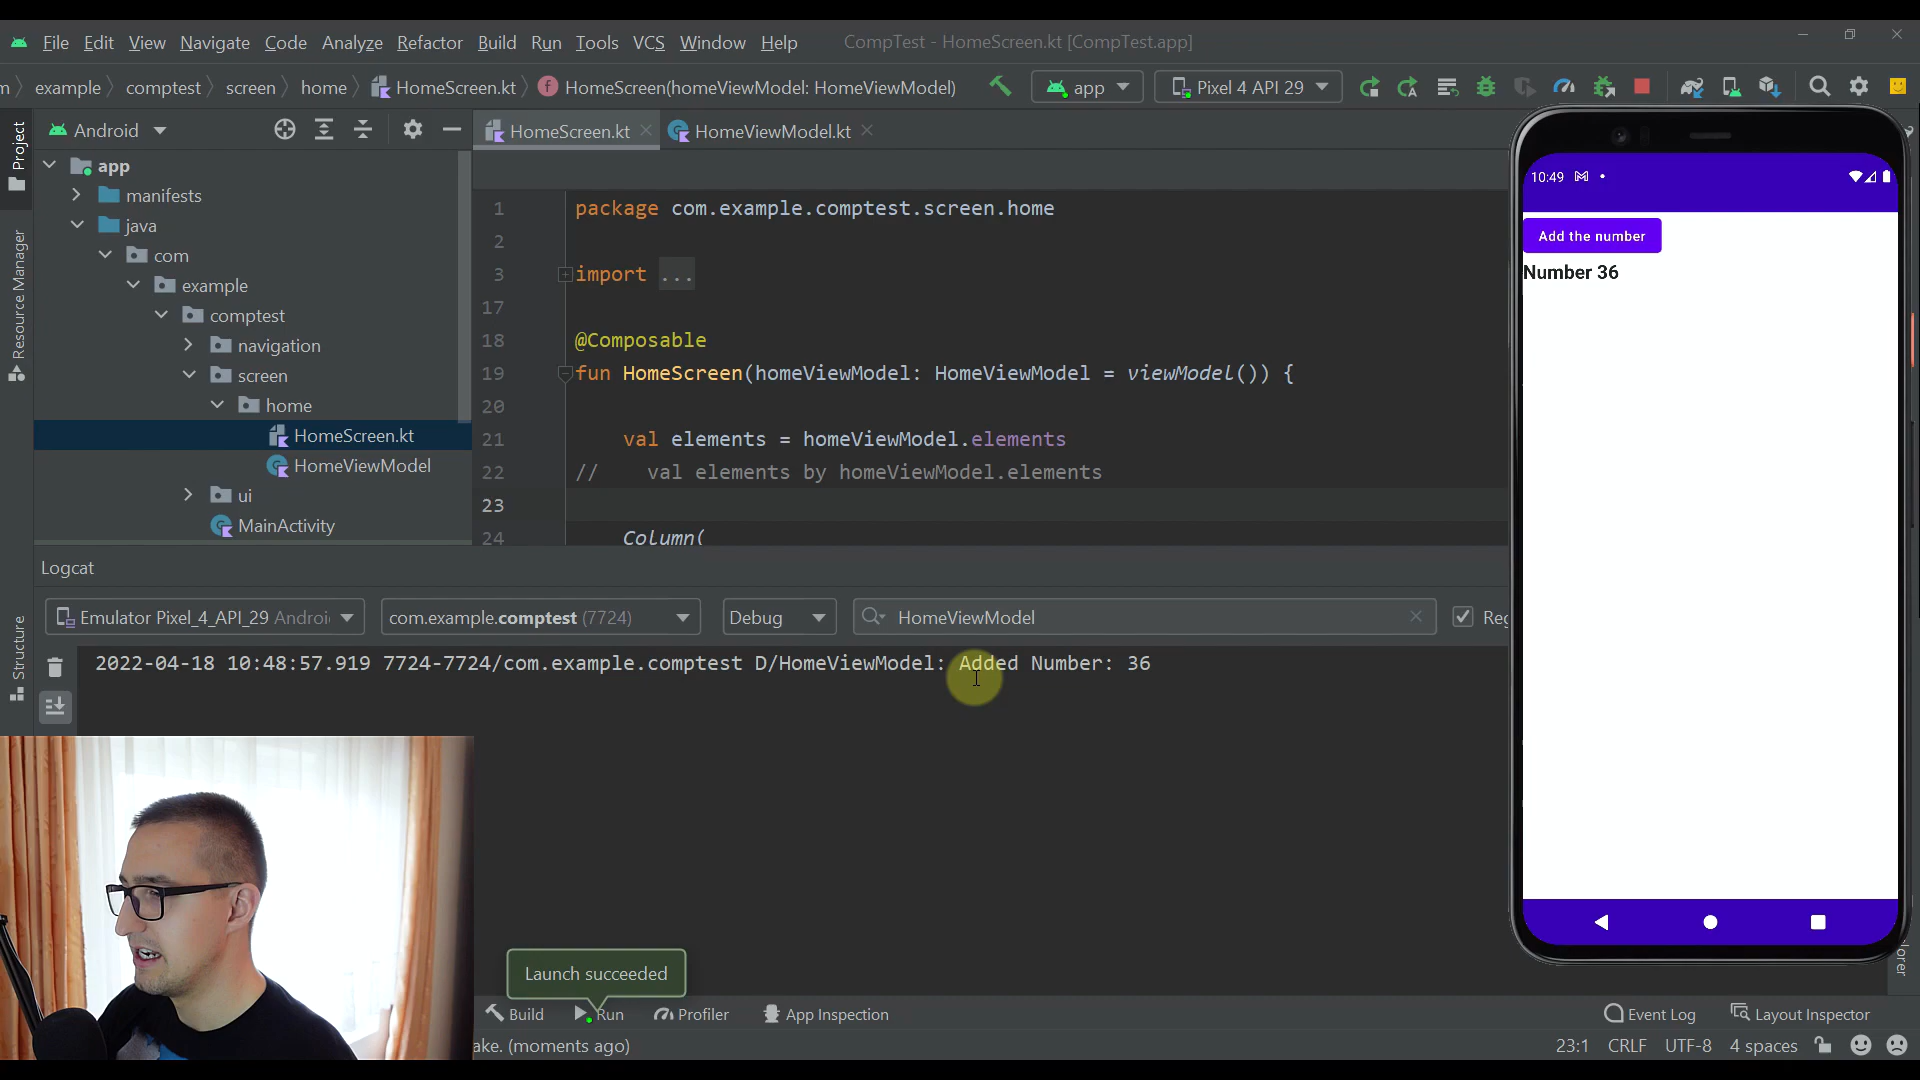 File Edit View Navigate Code Analyze Refactor Build Run Tools VCS Window Help CompTest - HomeScreen.kt [CompTest.app]
m example comptest screen home HomeScreen.kt HomeScreen(homeViewModel: HomeViewModel) app Pixel 4 API 29
Project
Resource Manager
Structure
Android
app
manifests
java
com
example
comptest
navigation
screen
home
HomeScreen.kt
HomeViewModel
ui
MainActivity
HomeScreen.kt HomeViewModel.kt
1 package com.example.comptest.screen.home
2
3 import ...
17
18 @Composable
19 fun HomeScreen(homeViewModel: HomeViewModel = viewModel()) {
20
21 val elements = homeViewModel.elements
22 // val elements by homeViewModel.elements
23
24 Column(
10:49
Add the number
Number 36
Logcat
Emulator Pixel_4_API_29 Androi com.example.comptest (7724) Debug HomeViewModel Reg
2022-04-18 10:48:57.919 7724-7724/com.example.comptest D/HomeViewModel: Added Number: 36
Launch succeeded
Build Run Profiler App Inspection Event Log Layout Inspector
ake. (moments ago) 23:1 CRLF UTF-8 4 spaces